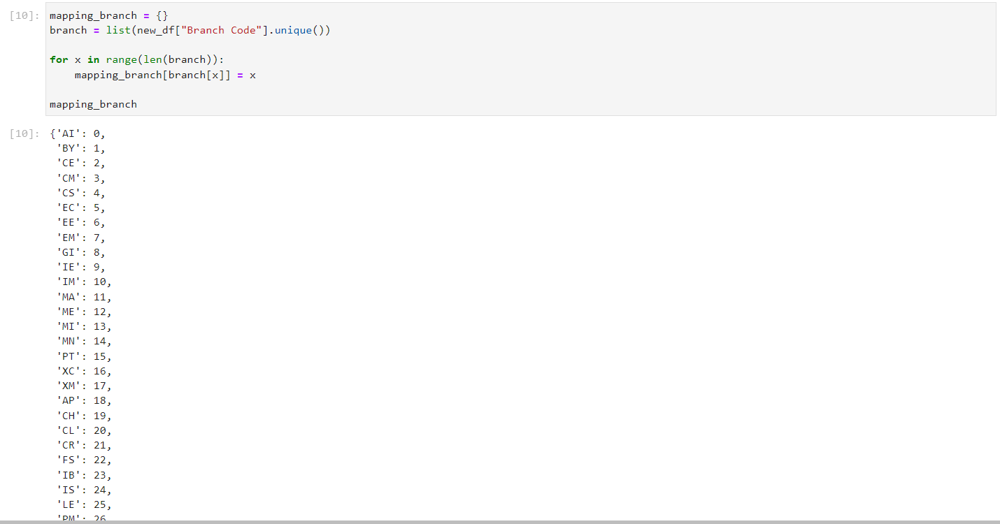 [10]: mapping_branch = {}
branch = list(new_df["Branch Code"].unique())
for x in range(len(branch)):
mapping_branch[branch[x]] = x
mapping_branch
[10]: {'AI': 0,
'BY': 1,
'CE': 2,
'CM': 3,
'CS': 4,
'EC': 5,
'EE': 6,
'EM': 7,
'GI': 8,
'IE': 9,
'IM': 10,
'MA': 11,
'ME': 12,
'MI': 13,
'MN': 14,
'PT': 15,
'XC': 16,
'XM': 17,
'AP': 18,
'CH': 19,
'CL': 20,
'CR': 21,
'FS': 22,
'IB': 23,
'IS': 24,
'LE': 25,
'PM': 26